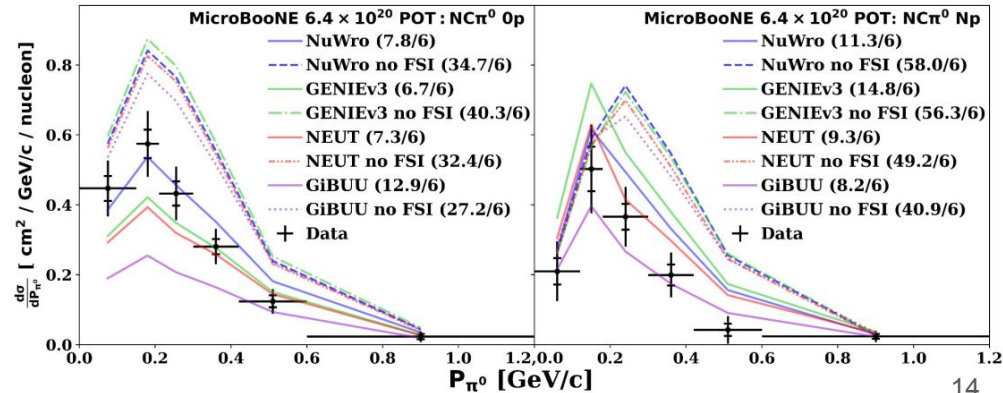 MicroBooNE 6.4 × 10²⁰ POT : NCπ⁰ 0p
NuWro (7.8/6)
NuWro no FSI (34.7/6)
GENIEv3 (6.7/6)
GENIEv3 no FSI (40.3/6)
NEUT (7.3/6)
NEUT no FSI (32.4/6)
GiBUU (12.9/6)
GiBUU no FSI (27.2/6)
Data
MicroBooNE 6.4 × 10²⁰ POT: NCπ⁰ Np
NuWro (11.3/6)
NuWro no FSI (58.0/6)
GENIEv3 (14.8/6)
GENIEv3 no FSI (56.3/6)
NEUT (9.3/6)
NEUT no FSI (49.2/6)
GiBUU (8.2/6)
GiBUU no FSI (40.9/6)
Data
dσ/dP_π⁰ [ cm² / GeV/c / nucleon]
0.8
0.6
0.4
0.2
0.0
0.0 0.2 0.4 0.6 0.8 1.0 1.2
0.2 0.4 0.6 0.8 1.0 1.2
P_π⁰ [GeV/c]
14